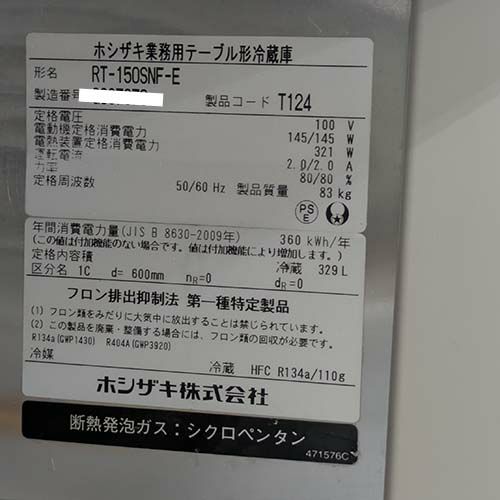 ホシザキ業務用テーブル形冷蔵庫
形名 RT-150SNF-E
製造番号
製品コード T124
定格電圧 100 V
電動機定格消費電力 145/145 W
電熱装置定格消費電力 321 W
運転電流 2.0/2.0 A
力率 80/80 %
定格周波数 50/60 Hz 製品質量 83 kg
PS
E
年間消費電力量(JIS B 8630-2009年) 360 kWh/年
(この値は付加機能のない場合です。値は付加機能により増加します。)
定格内容積 冷蔵 329 L
区分名 1C d= 600mm nR=0 dR=0
フロン排出抑制法 第一種特定製品
(1) フロン類をみだりに大気中に放出することは禁じられています。
(2) この製品を廃棄・整備する場合には、フロン類の回収が必要です。
R134a(GWP1430) R404A(GWP3920)
冷媒 冷蔵 HFC R134a/110g
ホシザキ株式会社
断熱発泡ガス：シクロペンタン
471576C